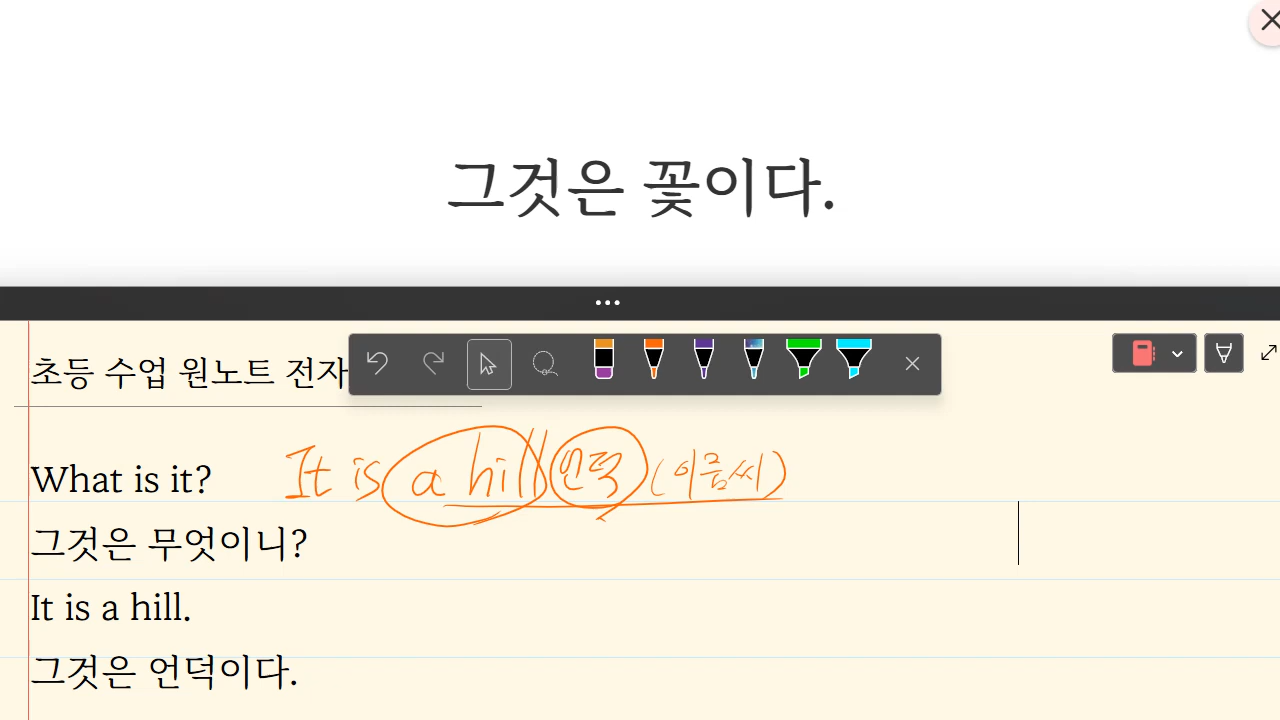 그것은 꽃이다.
초등 수업 원노트 전자
What is it? It is a hill 언덕 (이름씨)
그것은 무엇이니?
It is a hill.
그것은 언덕이다.